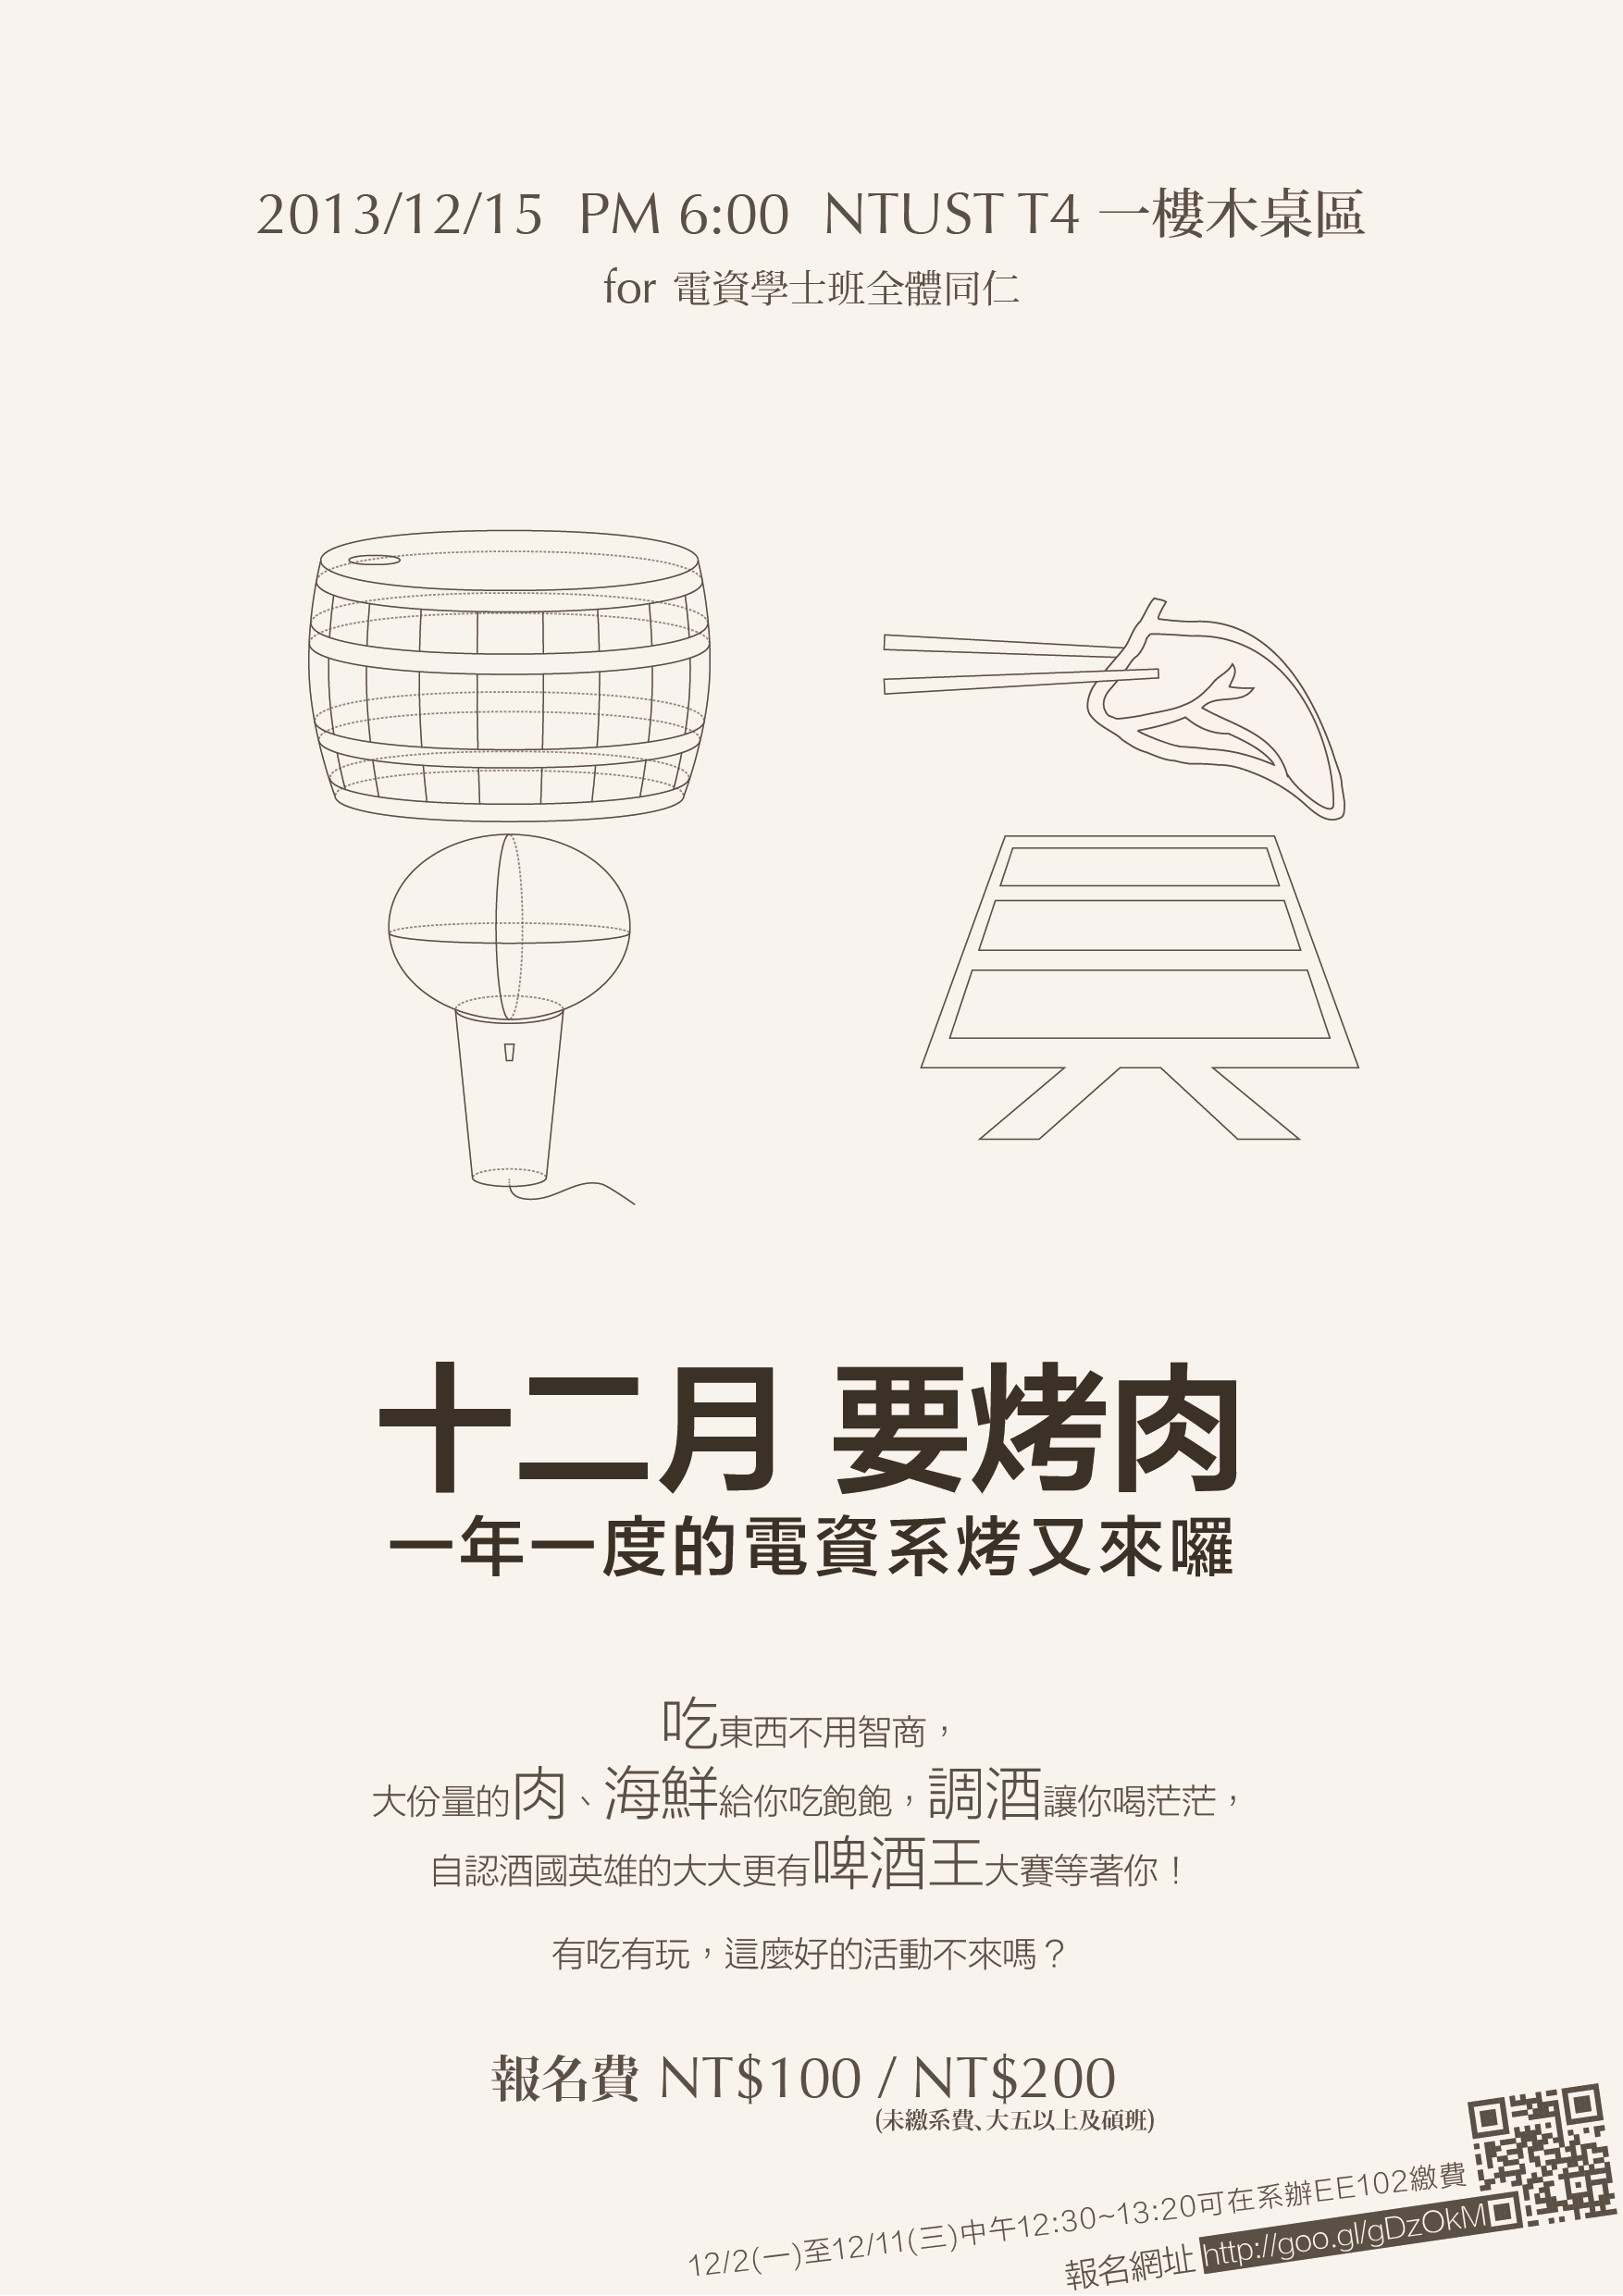 2013/12/15 PM 6:00 NTUST T4 一樓木桌區
for 電資學士班全體同仁
十二月 要烤肉
一年一度的電資系烤又來囉
吃東西不用智商，
大份量的肉、海鮮給你吃飽飽，調酒讓你喝茫茫，
自認酒國英雄的大大更有啤酒王大賽等著你！
有吃有玩，這麼好的活動不來嗎？
報名費 NT$100 / NT$200
(未繳系費、大五以上及碩班)
12/2(一)至12/11(三)中午12:30~13:20可在系辦EE102繳費
報名網址 http://goo.gl/gDzOkM